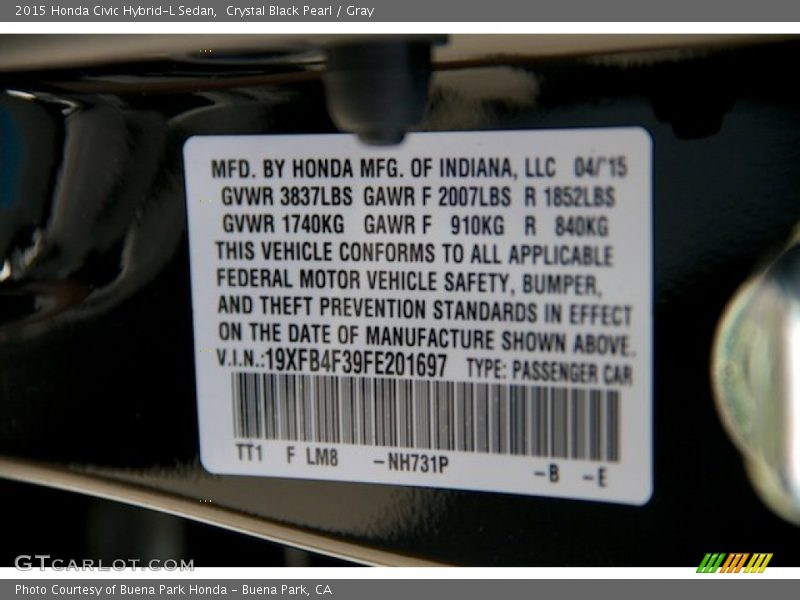 2015 Honda Civic Hybrid-L Sedan,  Crystal Black Pearl / Gray
MFD. BY HONDA MFG. OF INDIANA, LLC  04/'15
GVWR 3837LBS GAWR F 2007LBS  R 1852LBS
GVWR 1740KG  GAWR F  910KG  R  840KG
THIS VEHICLE CONFORMS TO ALL APPLICABLE
FEDERAL MOTOR VEHICLE SAFETY, BUMPER,
AND THEFT PREVENTION STANDARDS IN EFFECT
ON THE DATE OF MANUFACTURE SHOWN ABOVE.
V.I.N.:19XFB4F39FE201697  TYPE: PASSENGER CAR
TT1  F LM8  -NH731P  -B  -E
GTCARLOT.COM
Photo Courtesy of Buena Park Honda - Buena Park, CA